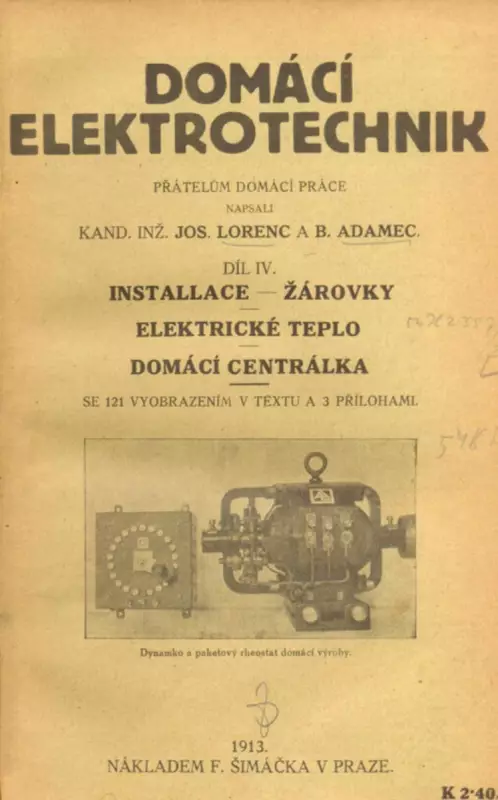 DOMÁCÍ
ELEKTROTECHNIK
PŘÁTELŮM DOMÁCÍ PRÁCE
NAPSALI
KAND. INŽ. JOS. LORENC A B. ADAMEC.
DÍL IV.
INSTALLACE — ŽÁROVKY
ELEKTRICKÉ TEPLO
DOMÁCÍ CENTRÁLKA
SE 121 VYOBRAZENÍM V TEXTU A 3 PŘÍLOHAMI.
Dynamko a paketový rheostat domácí výroby.
1913.
NÁKLADEM F. ŠIMÁČKA V PRAZE.
K 2·40.